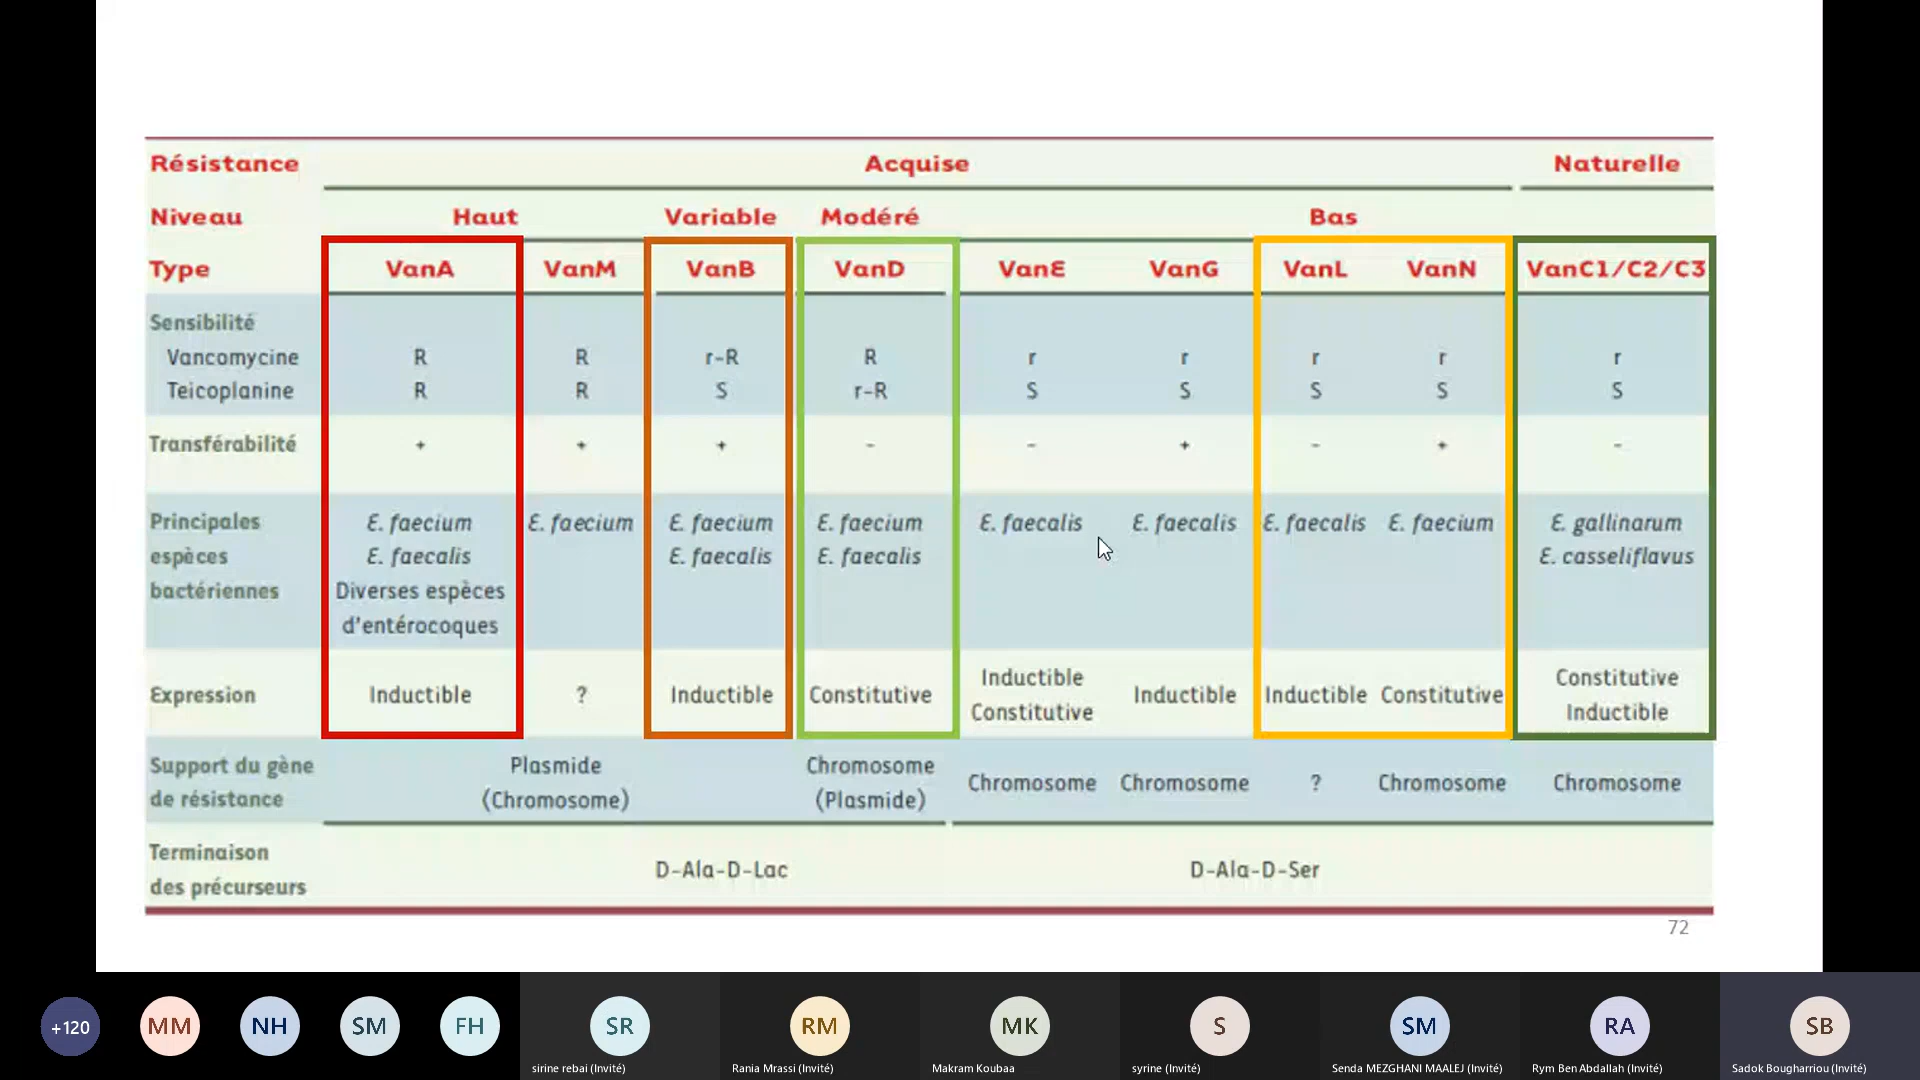 Résistance Acquise Naturelle
Niveau Haut Variable Modéré Bas
Type VanA VanM VanB VanD VanE VanG VanL VanN VanC1/C2/C3
Sensibilité
Vancomycine R R r-R R r r r r r
Teicoplanine R R S r-R S S S S S
Transférabilité + + + - - + - + -
Principales E. faecium E. faecium E. faecium E. faecium E. faecalis E. faecalis E. faecalis E. faecium E. gallinarum
espèces E. faecalis E. faecalis E. faecalis E. casseliflavus
bactériennes Diverses espèces
d'entérocoques
Inductible Constitutive
Expression Inductible ? Inductible Constitutive Inductible Inductible Constitutive
Constitutive Inductible
Support du gène Plasmide Chromosome
Chromosome Chromosome ? Chromosome Chromosome
de résistance (Chromosome) (Plasmide)
Terminaison
D-Ala-D-Lac D-Ala-D-Ser
des précurseurs
72
+120 MM NH SM FH SR RM MK S SM RA SB
sirine rebai (Invité) Rania Mrassi (Invité) Makram Koubaa syrine (Invité) Senda MEZGHANI MAALEJ (Invité) Rym Ben Abdallah (Invité) Sadok Bougharriou (Invité)